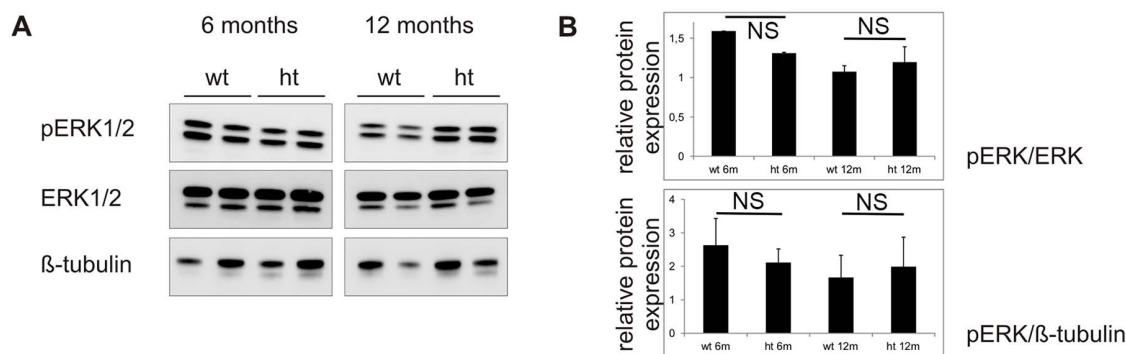 A
6 months 12 months
wt ht wt ht
pERK1/2
ERK1/2
ß-tubulin
B
relative protein
expression
1,5
1
0,5
0
NS NS
wt 6m ht 6m wt 12m ht 12m
pERK/ERK
relative protein
expression
4
3
2
1
0
NS NS
wt 6m ht 6m wt 12m ht 12m
pERK/ß-tubulin